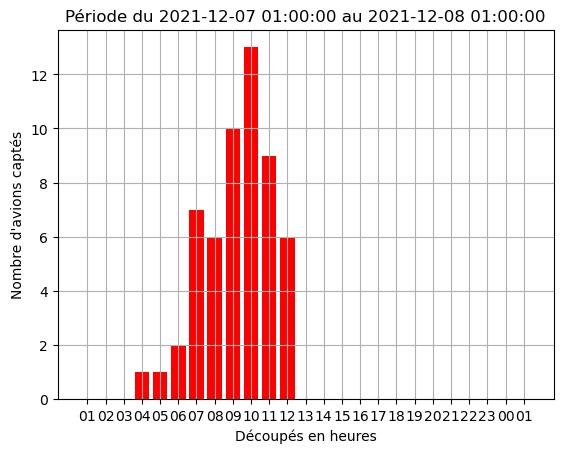 Période du 2021-12-07 01:00:00 au 2021-12-08 01:00:00
Nombre d'avions captés
12
10
8
6
4
2
0
01 02 03 04 05 06 07 08 09 10 11 12 13 14 15 16 17 18 19 20 21 22 23 00 01
Découpés en heures